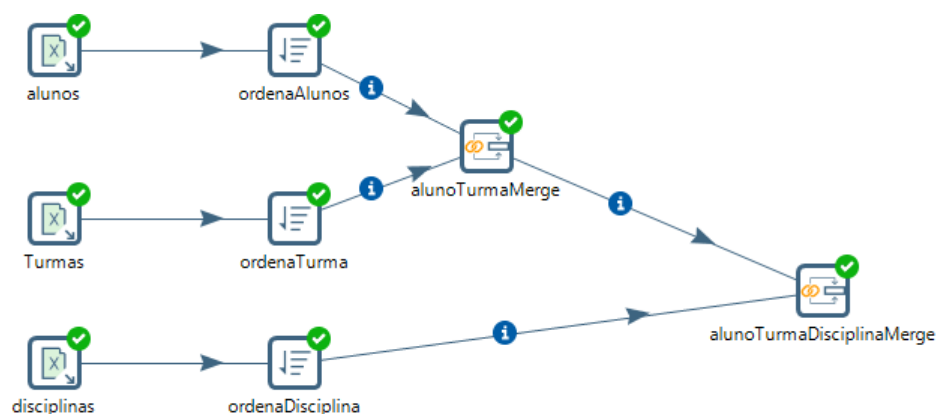 alunos
ordenaAlunos
alunoTurmaMerge
Turmas
ordenaTurma
alunoTurmaDisciplinaMerge
disciplinas
ordenaDisciplina